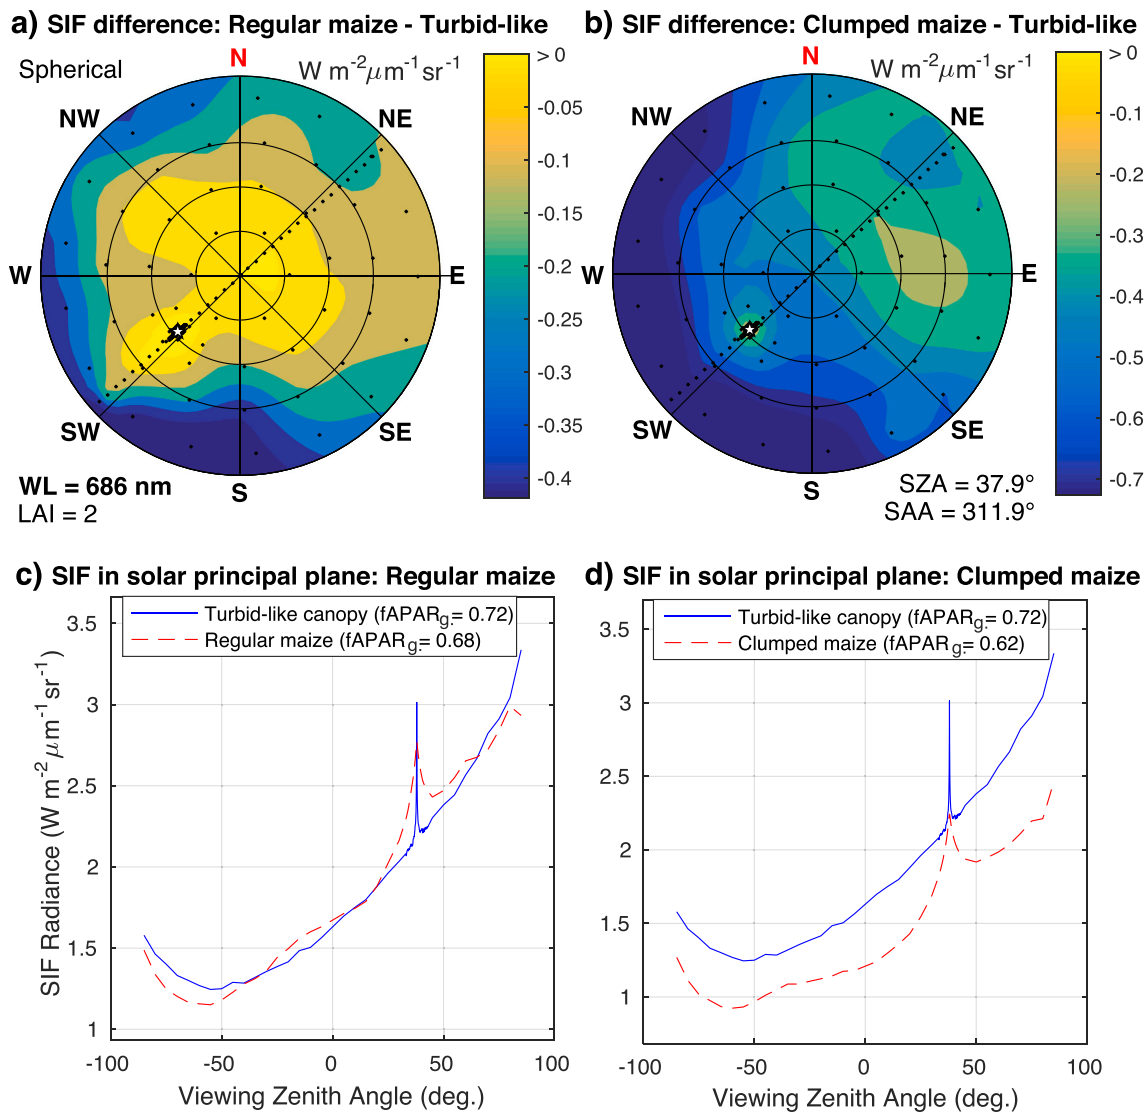 a) SIF difference: Regular maize - Turbid-like
Spherical
N
W m⁻²μm⁻¹sr⁻¹
NW
NE
W
E
SW
SE
S
WL = 686 nm
LAI = 2
> 0
-0.05
-0.1
-0.15
-0.2
-0.25
-0.3
-0.35
-0.4
b) SIF difference: Clumped maize - Turbid-like
N
W m⁻²μm⁻¹sr⁻¹
NW
NE
W
E
SW
SE
S
SZA = 37.9°
SAA = 311.9°
> 0
-0.1
-0.2
-0.3
-0.4
-0.5
-0.6
-0.7
c) SIF in solar principal plane: Regular maize
Turbid-like canopy (fAPARg.= 0.72)
Regular maize (fAPARg.= 0.68)
SIF Radiance (W m⁻² μm⁻¹sr⁻¹)
3.5
3
2.5
2
1.5
1
-100
-50
0
50
100
Viewing Zenith Angle (deg.)
d) SIF in solar principal plane: Clumped maize
Turbid-like canopy (fAPARg.= 0.72)
Clumped maize (fAPARg.= 0.62)
3.5
3
2.5
2
1.5
1
-100
-50
0
50
100
Viewing Zenith Angle (deg.)